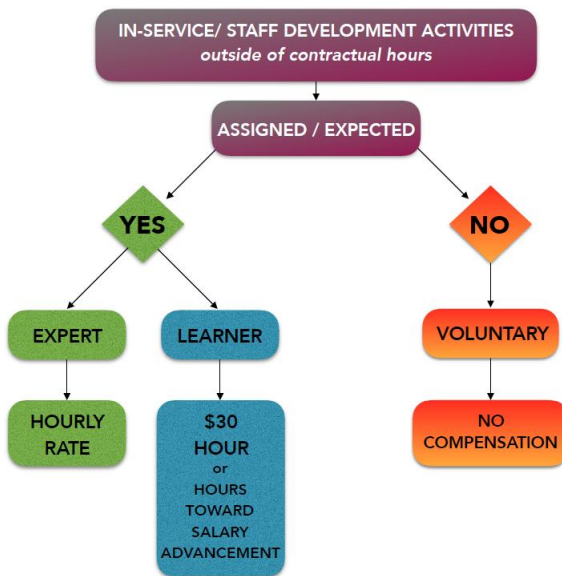 IN-SERVICE/ STAFF DEVELOPMENT ACTIVITIES
outside of contractual hours
ASSIGNED / EXPECTED
YES
NO
EXPERT
LEARNER
VOLUNTARY
HOURLY
RATE
$30
HOUR
or
HOURS
TOWARD
SALARY
ADVANCEMENT
NO
COMPENSATION